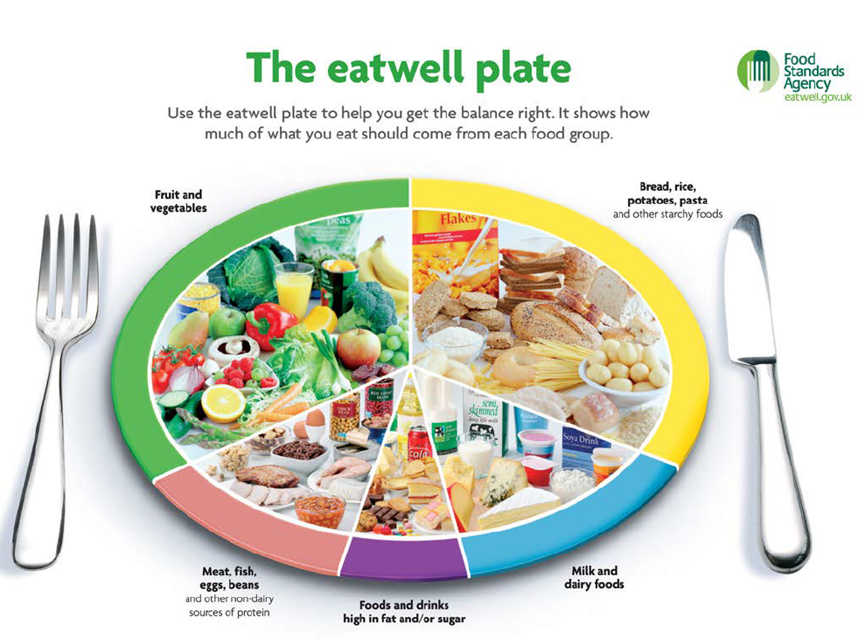 The eatwell plate
Food
Standards
Agency
eatwell.gov.uk
Use the eatwell plate to help you get the balance right. It shows how
much of what you eat should come from each food group.
Fruit and
vegetables
Bread, rice,
potatoes, pasta
and other starchy foods
peas
Flakes
semi
skimmed
long life milk
Soya Drink
cola
Meat, fish,
eggs, beans
and other non-dairy
sources of protein
Foods and drinks
high in fat and/or sugar
Milk and
dairy foods